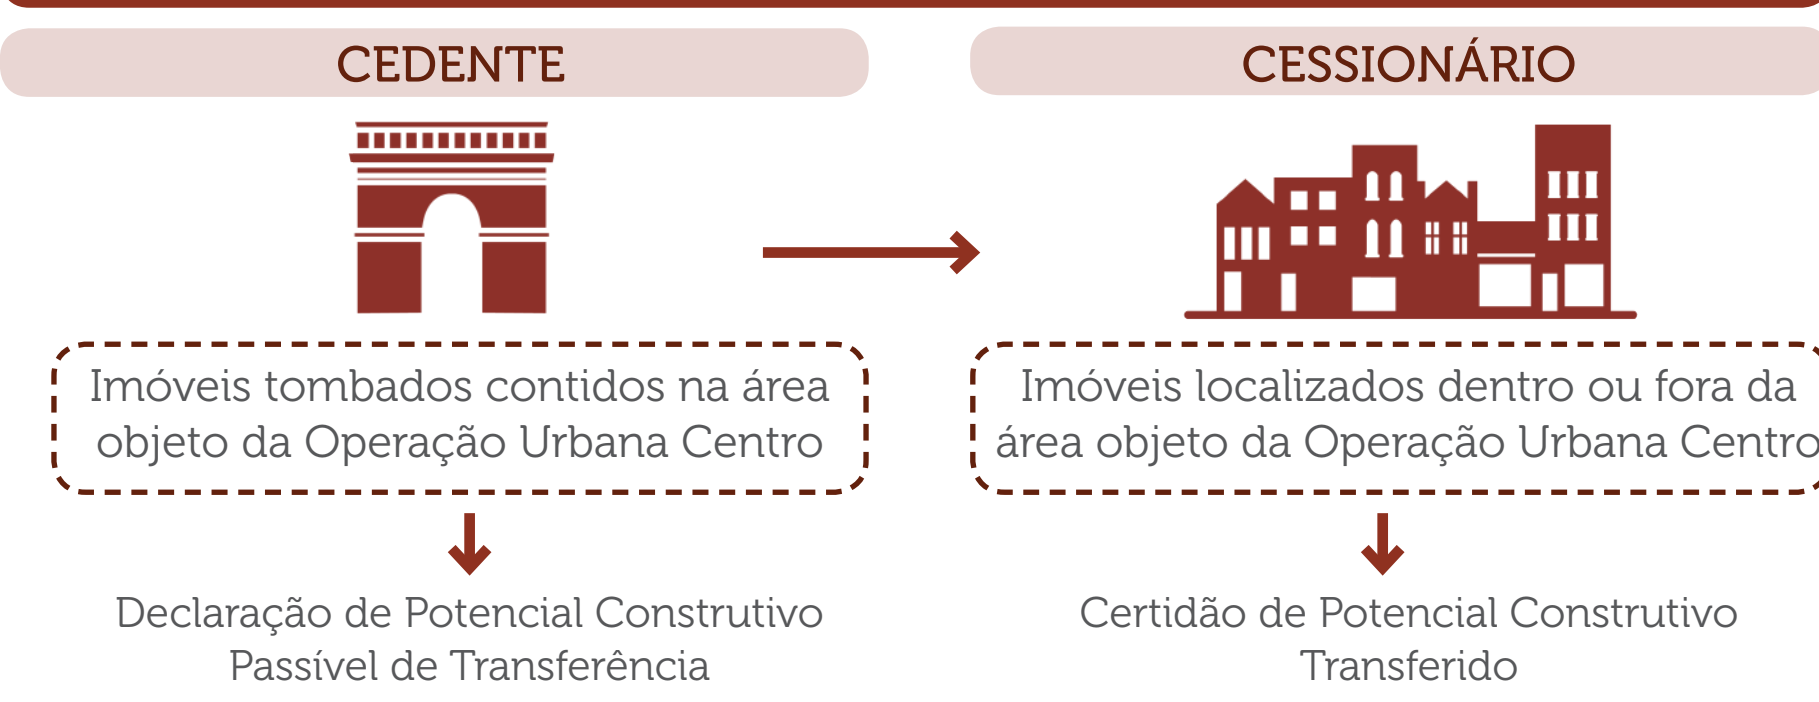 CEDENTE
Imóveis tombados contidos na área
objeto da Operação Urbana Centro
Declaração de Potencial Construtivo
Passível de Transferência
CESSIONÁRIO
Imóveis localizados dentro ou fora da
área objeto da Operação Urbana Centro
Certidão de Potencial Construtivo
Transferido